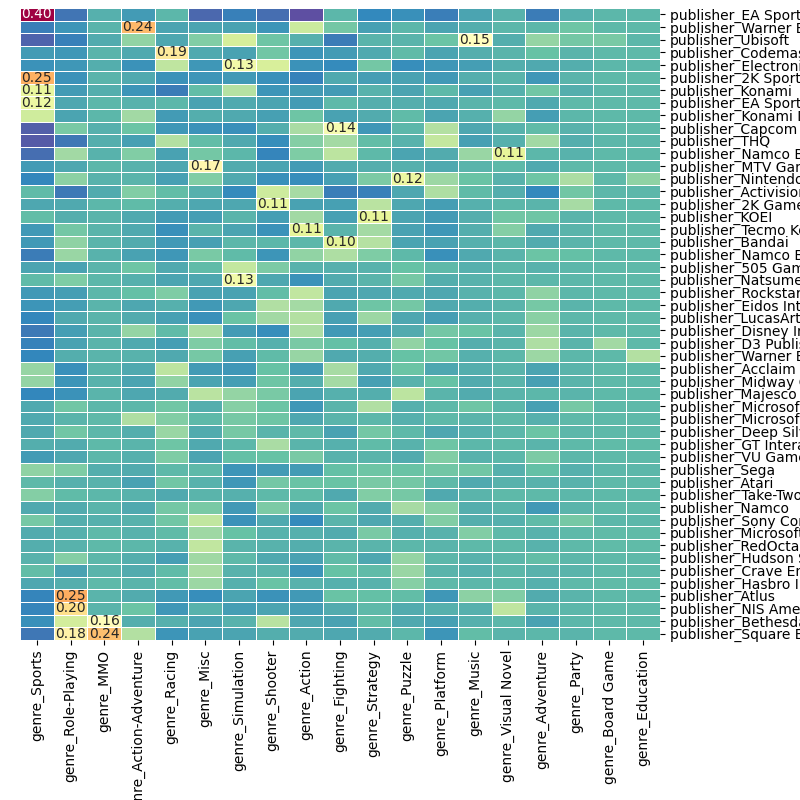 0.40 publisher_EA Sport
0.24 publisher_Warner B
0.15 publisher_Ubisoft
0.19 publisher_Codemas
0.13 publisher_Electroni
0.25 publisher_2K Sport
0.11 publisher_Konami
0.12 publisher_EA Sport
publisher_Konami
0.14 publisher_Capcom
publisher_THQ
0.11 publisher_Namco B
0.17 publisher_MTV Gar
0.12 publisher_Nintendo
publisher_Activision
0.11 publisher_2K Game
0.11 publisher_KOEI
0.11 publisher_Tecmo Ko
0.10 publisher_Bandai
publisher_Namco B
publisher_505 Gam
0.13 publisher_Natsume
publisher_Rockstar
publisher_Eidos Int
publisher_LucasArt
publisher_Disney In
publisher_D3 Publis
publisher_Warner B
publisher_Acclaim
publisher_Midway
publisher_Majesco
publisher_Microsof
publisher_Microsof
publisher_Deep Sil
publisher_GT Intera
publisher_VU Game
publisher_Sega
publisher_Atari
publisher_Take-Two
publisher_Namco
publisher_Sony Co
publisher_Microsoft
publisher_RedOcta
publisher_Hudson S
publisher_Crave En
publisher_Hasbro I
0.25 publisher_Atlus
0.20 publisher_NIS Ame
0.16 publisher_Bethesda
0.18 0.24 publisher_Square E
genre_Sports
genre_Role-Playing
genre_MMO
nre_Action-Adventure
genre_Racing
genre_Misc
genre_Simulation
genre_Shooter
genre_Action
genre_Fighting
genre_Strategy
genre_Puzzle
genre_Platform
genre_Music
genre_Visual Novel
genre_Adventure
genre_Party
genre_Board Game
genre_Education